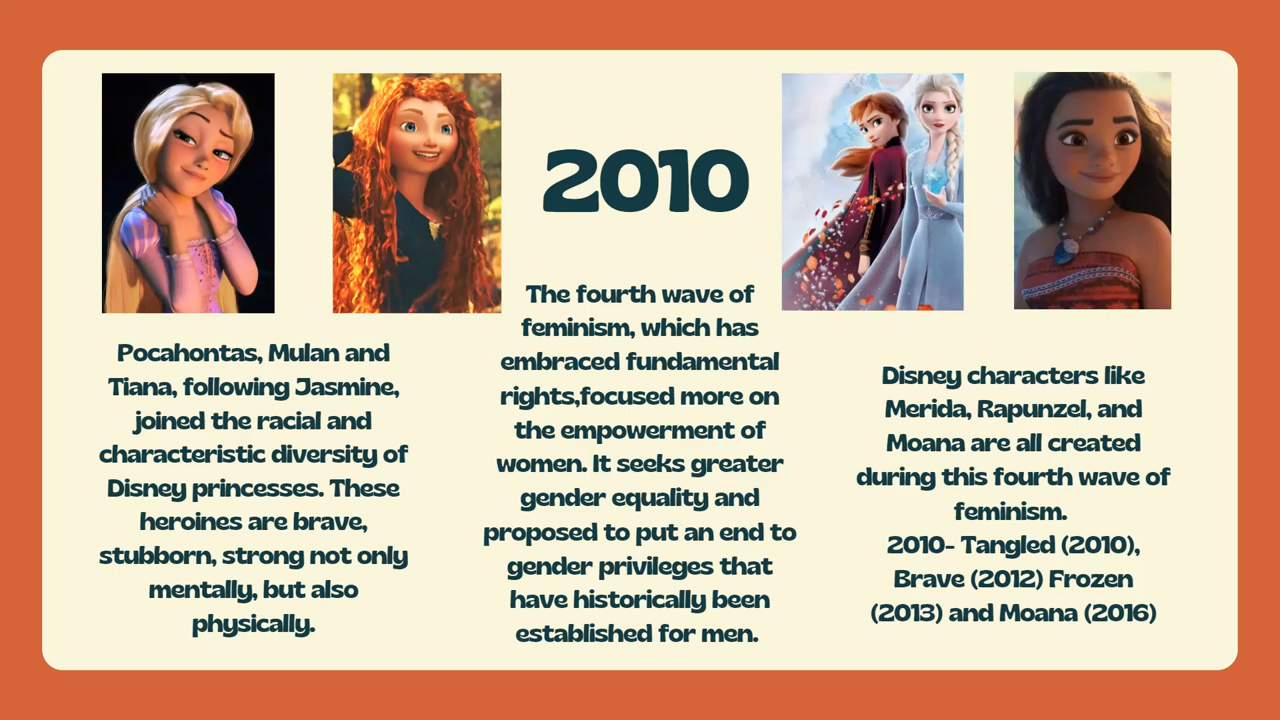 2010
Pocahontas, Mulan and
Tiana, following Jasmine,
joined the racial and
characteristic diversity of
Disney princesses. These
heroines are brave,
stubborn, strong not only
mentally, but also
physically.
The fourth wave of
feminism, which has
embraced fundamental
rights,focused more on
the empowerment of
women. It seeks greater
gender equality and
proposed to put an end to
gender privileges that
have historically been
established for men.
Disney characters like
Merida, Rapunzel, and
Moana are all created
during this fourth wave of
feminism.
2010- Tangled (2010),
Brave (2012) Frozen
(2013) and Moana (2016)